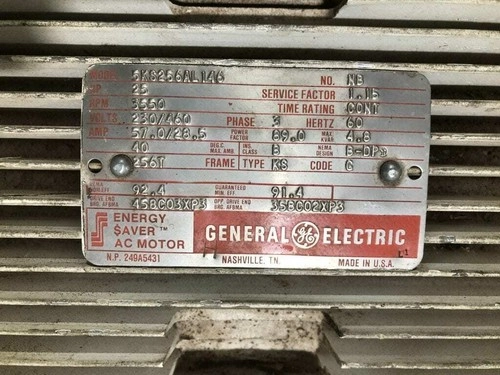 MODEL 5KS256AL146 NO. NB
HP 25 SERVICE FACTOR 1.15
RPM 3550 TIME RATING CONT
VOLTS 230/460 PHASE 3 HERTZ 60
AMP 57.0/28.5 POWER FACTOR 89.0 MAX. KVAR 4.8
40 DEG.C MAX. AMB. INS. CLASS B NEMA DESIGN B-DP
256T FRAME TYPE KS CODE G
NEMA NOM. EFF. 92.4 GUARANTEED MIN. EFF. 91.4
DRIVE END BRG. AFBMA 45BC03XP3 OPP. DRIVE END BRG. AFBMA 35BC02XP3
ENERGY
$AVER™
AC MOTOR
GENERAL GE ELECTRIC
N.P. 249A5431 NASHVILLE, TN. MADE IN U.S.A.